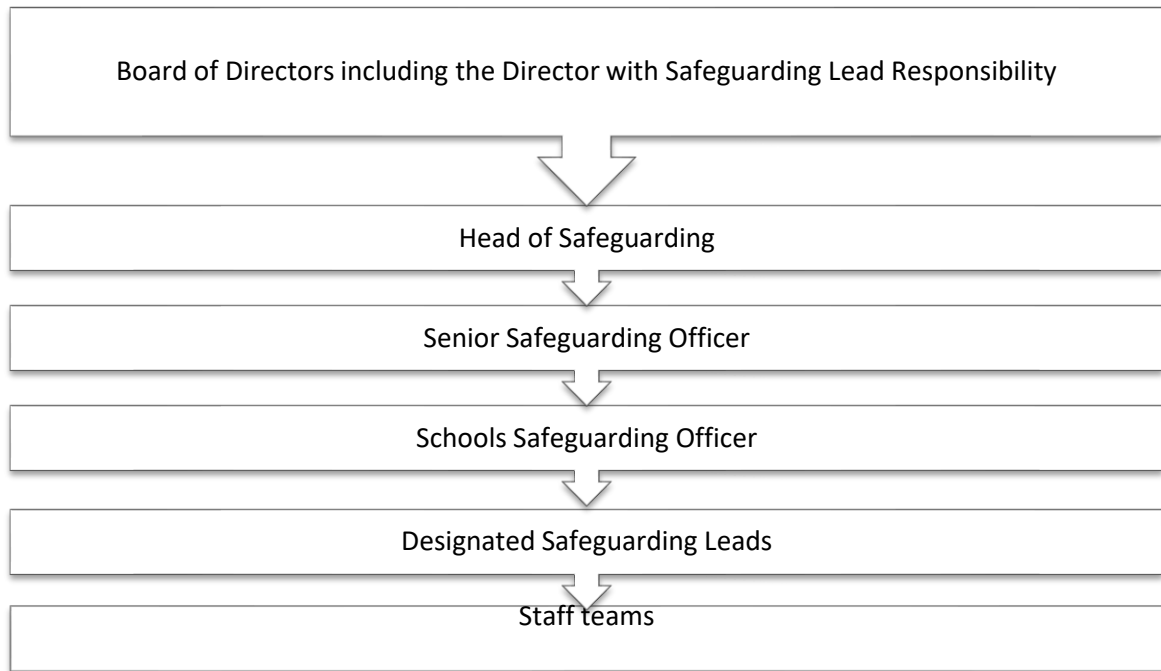 Board of Directors including the Director with Safeguarding Lead Responsibility
Head of Safeguarding
Senior Safeguarding Officer
Schools Safeguarding Officer
Designated Safeguarding Leads
Staff teams